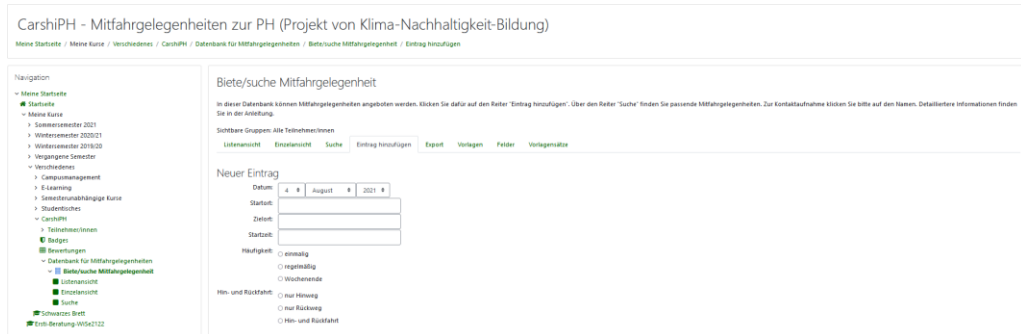 CarshiPH - Mitfahrgelegenheiten zur PH (Projekt von Klima-Nachhaltigkeit-Bildung)
Meine Startseite / Meine Kurse / Verschiedenes / CarshiPH / Datenbank für Mitfahrgelegenheiten / Biete/suche Mitfahrgelegenheit / Eintrag hinzufügen
Navigation
Meine Startseite
Startseite
Meine Kurse
Sommersemester 2021
Wintersemester 2020/21
Wintersemester 2019/20
Vergangene Semester
Verschiedenes
Campusmanagement
E-Learning
Semesterunabhängige Kurse
Studentisches
CarshiPH
Teilnehmer/innen
Badges
Bewertungen
Datenbank für Mitfahrgelegenheiten
Biete/suche Mitfahrgelegenheit
Listenansicht
Einzelansicht
Suche
Schwarzes Brett
Ersti-Beratung-WiSe2122
Biete/suche Mitfahrgelegenheit
In dieser Datenbank können Mitfahrgelegenheiten angeboten werden. Klicken Sie dafür auf den Reiter "Eintrag hinzufügen". Über den Reiter "Suche" finden Sie passende Mitfahrgelegenheiten. Zur Kontaktaufnahme klicken Sie bitte auf den Namen. Detailliertere Informationen finden
Sie in der Anleitung.
Sichtbare Gruppen: Alle Teilnehmer/innen
Listenansicht Einzelansicht Suche Eintrag hinzufügen Export Vorlagen Felder Vorlagensätze
Neuer Eintrag
Datum: 4 August 2021
Startort:
Zielort:
Startzeit:
Häufigkeit: einmalig
regelmäßig
Wochenende
Hin- und Rückfahrt: nur Hinweg
nur Rückweg
Hin- und Rückfahrt